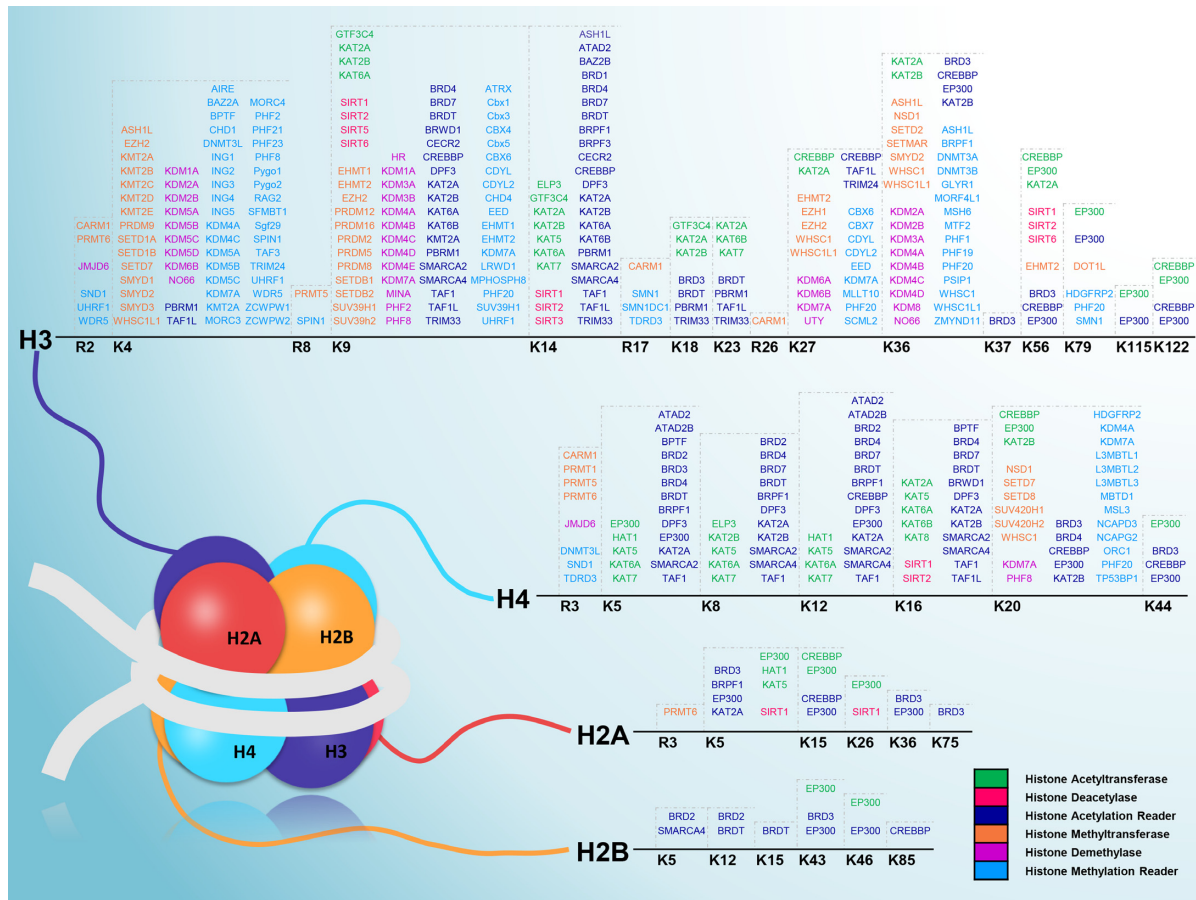 H3
CARM1
PRMT6
JMJD6
SND1
UHRF1
WDR5
R2
ASH1L
EZH2
KMT2A
KMT2B
KMT2C
KMT2D
KMT2E
PRDM9
SETD1A
SETD1B
SETD7
SMYD1
SMYD2
SMYD3
WHSC1L1
KDM1A
KDM2A
KDM2B
KDM5A
KDM5B
KDM5C
KDM5D
KDM6B
NO66
PBRM1
TAF1L
AIRE
BAZ2A
BPTF
CHD1
DNMT3L
ING1
ING2
ING3
ING4
ING5
KDM4A
KDM4C
KDM5A
KDM5B
KDM5C
KDM7A
KMT2A
MORC3
MORC4
PHF2
PHF21
PHF23
PHF8
Pygo1
Pygo2
RAG2
SFMBT1
Sgf29
SPIN1
TAF3
TRIM24
UHRF1
WDR5
ZCWPW1
ZCWPW2
K4
PRMT5
SPIN1
R8
GTF3C4
KAT2A
KAT2B
KAT6A
SIRT1
SIRT2
SIRT5
SIRT6
EHMT1
EHMT2
EZH2
PRDM12
PRDM16
PRDM2
PRDM5
PRDM8
SETDB1
SETDB2
SUV39H1
SUV39h2
HR
KDM1A
KDM3A
KDM3B
KDM4A
KDM4B
KDM4C
KDM4D
KDM4E
KDM7A
MINA
PHF2
PHF8
BRD4
BRD7
BRDT
BRWD1
CECR2
CREBBP
DPF3
KAT2A
KAT2B
KAT6A
KAT6B
KMT2A
PBRM1
SMARCA2
SMARCA4
TAF1
TAF1L
TRIM33
ATRX
Cbx1
Cbx3
CBX4
Cbx5
CBX6
CDYL
CDYL2
CHD4
EED
EHMT1
EHMT2
KDM7A
LRWD1
MPHOSPH8
PHF20
SUV39H1
UHRF1
K9
ELP3
GTF3C4
KAT2A
KAT2B
KAT5
KAT6A
KAT7
SIRT1
SIRT2
SIRT3
ASH1L
ATAD2
BAZ2B
BRD1
BRD4
BRD7
BRDT
BRPF1
BRPF3
CECR2
CREBBP
DPF3
KAT2A
KAT2B
KAT6A
KAT6B
PBRM1
SMARCA2
SMARCA4
TAF1
TAF1L
TRIM33
K14
CARM1
SMN1
SMN1DC1
TDRD3
R17
GTF3C4
KAT2A
KAT2B
BRD3
BRDT
PBRM1
TRIM33
K18
KAT2A
KAT6B
KAT7
BRDT
PBRM1
TAF1L
TRIM33
K23
CARM1
R26
CREBBP
KAT2A
EHMT2
EZH1
EZH2
WHSC1
WHSC1L1
KDM6A
KDM6B
KDM7A
UTY
CREBBP
TAF1L
TRIM24
CBX6
CBX7
CDYL
CDYL2
EED
KDM7A
MLLT10
PHF20
SCML2
K27
KAT2A
KAT2B
ASH1L
NSD1
SETD2
SETMAR
SMYD2
WHSC1
WHSC1L1
KDM2A
KDM2B
KDM3A
KDM4A
KDM4B
KDM4C
KDM4D
KDM8
NO66
BRD3
CREBBP
EP300
KAT2B
ASH1L
BRPF1
DNMT3A
DNMT3B
GLYR1
MORF4L1
MSH6
MTF2
PHF1
PHF19
PHF20
PSIP1
WHSC1
WHSC1L1
ZMYND11
K36
BRD3
K37
CREBBP
EP300
KAT2A
SIRT1
SIRT2
SIRT6
EHMT2
BRD3
CREBBP
EP300
K56
EP300
EP300
DOT1L
HDGFRP2
PHF20
SMN1
K79
EP300
EP300
K115
CREBBP
EP300
CREBBP
EP300
K122
H4
CARM1
PRMT1
PRMT5
PRMT6
JMJD6
DNMT3L
SND1
TDRD3
R3
EP300
HAT1
KAT5
KAT6A
KAT7
ATAD2
ATAD2B
BPTF
BRD2
BRD3
BRD4
BRDT
BRPF1
DPF3
EP300
KAT2A
SMARCA2
TAF1
K5
ELP3
KAT2B
KAT5
KAT6A
KAT7
BRD2
BRD4
BRD7
BRDT
BRPF1
DPF3
KAT2A
KAT2B
SMARCA2
SMARCA4
TAF1
K8
HAT1
KAT5
KAT6A
KAT7
ATAD2
ATAD2B
BRD2
BRD4
BRD7
BRDT
BRPF1
CREBBP
DPF3
EP300
KAT2A
SMARCA2
SMARCA4
TAF1
K12
KAT2A
KAT5
KAT6A
KAT6B
KAT8
SIRT1
SIRT2
BPTF
BRD4
BRD7
BRDT
BRWD1
DPF3
KAT2A
KAT2B
SMARCA2
SMARCA4
TAF1
TAF1L
K16
CREBBP
EP300
KAT2B
NSD1
SETD7
SETD8
SUV420H1
SUV420H2
WHSC1
KDM7A
PHF8
BRD3
BRD4
CREBBP
EP300
KAT2B
HDGFRP2
KDM4A
KDM7A
L3MBTL1
L3MBTL2
L3MBTL3
MBTD1
MSL3
NCAPD3
NCAPG2
ORC1
PHF20
TP53BP1
K20
EP300
BRD3
CREBBP
EP300
K44
H2A
H2B
H4
H3
H2A
PRMT6
R3
BRD3
BRPF1
EP300
KAT2A
EP300
HAT1
KAT5
SIRT1
K5
CREBBP
EP300
CREBBP
EP300
K15
EP300
SIRT1
K26
BRD3
EP300
K36
BRD3
K75
H2B
BRD2
SMARCA4
K5
BRD2
BRDT
K12
BRDT
K15
EP300
BRD3
EP300
K43
EP300
EP300
K46
CREBBP
K85
Histone Acetyltransferase
Histone Deacetylase
Histone Acetylation Reader
Histone Methyltransferase
Histone Demethylase
Histone Methylation Reader